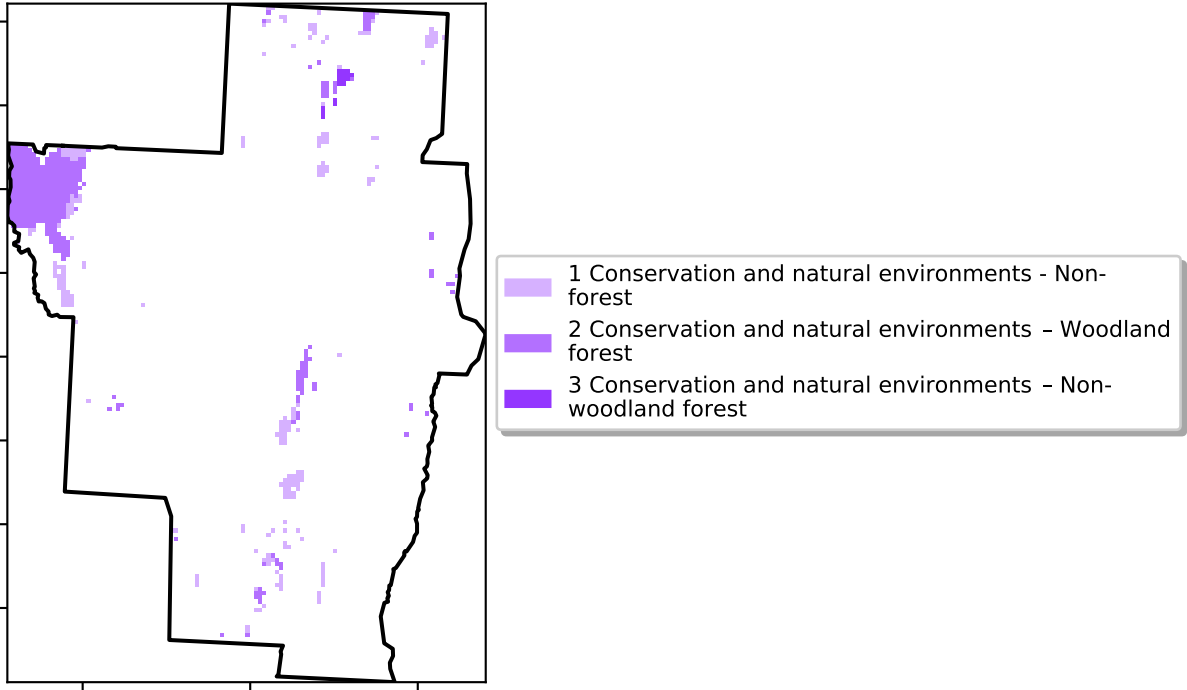 1 Conservation and natural environments - Non-
forest
2 Conservation and natural environments – Woodland
forest
3 Conservation and natural environments – Non-
woodland forest